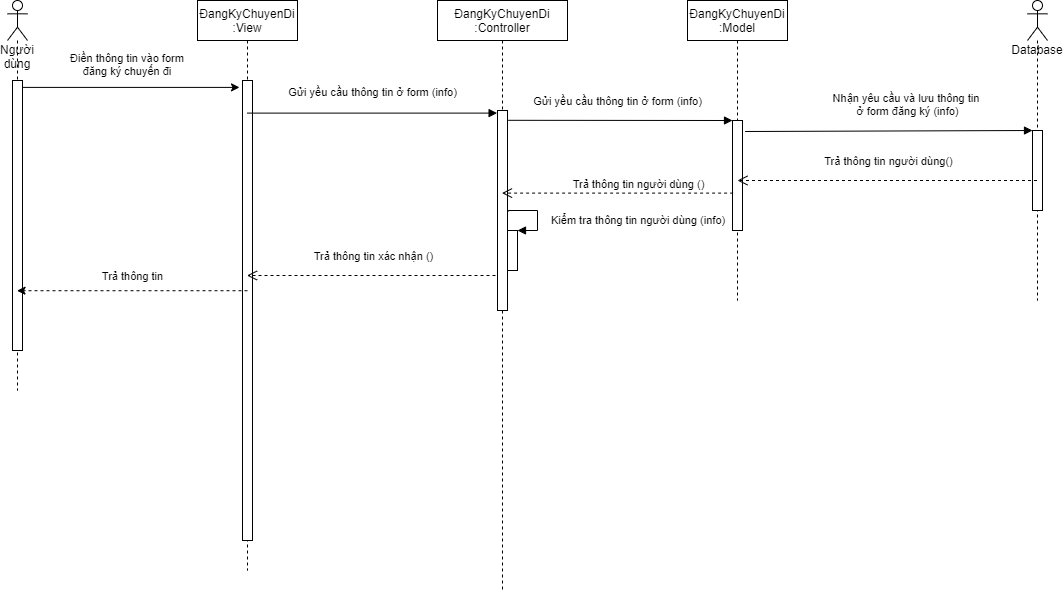 Người
dùng
ĐangKyChuyenDi
:View
ĐangKyChuyenDi
:Controller
ĐangKyChuyenDi
:Model
Database
Điền thông tin vào form
đăng ký chuyến đi
Gửi yều cầu thông tin ở form (info)
Gửi yều cầu thông tin ở form (info)
Nhận yêu cầu và lưu thông tin
ở form đăng ký (info)
Trả thông tin người dùng()
Trả thông tin người dùng ()
Kiểm tra thông tin người dùng (info)
Trả thông tin xác nhận ()
Trả thông tin